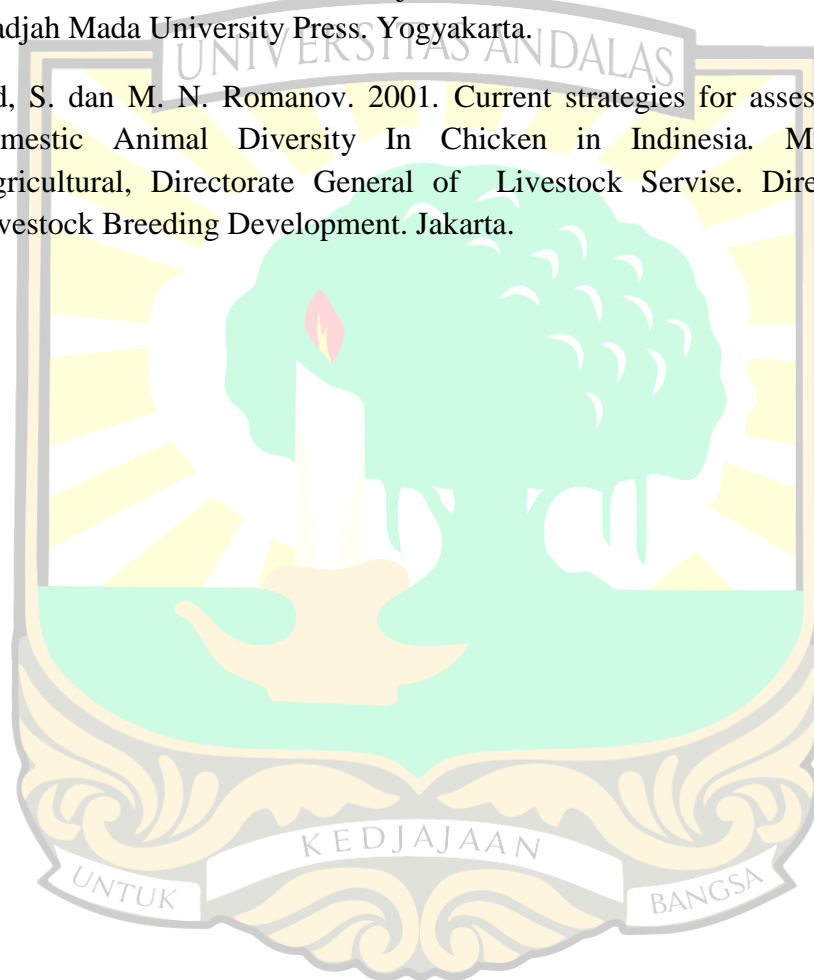 adjah Mada University Press. Yogyakarta.
UNIVERSITAS ANDALAS
d, S. dan M. N. Romanov. 2001. Current strategies for asses
mestic Animal Diversity In Chicken in Indinesia. M
gricultural, Directorate General of Livestock Servise. Dire
vestock Breeding Development. Jakarta.
KEDJAJAAN
UNTUK
BANGSA